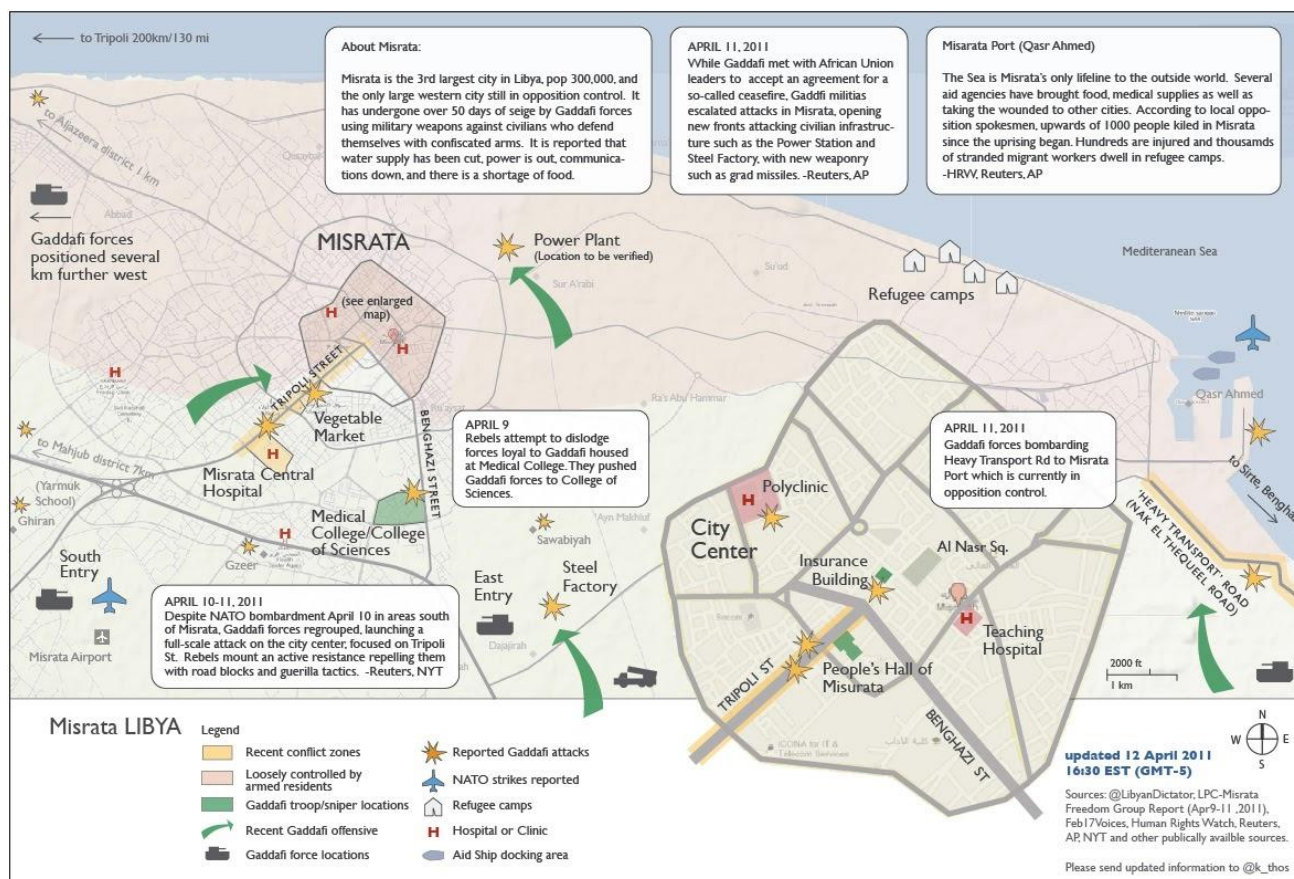 to Tripoli 200km/130 mi
About Misrata:
Misrata is the 3rd largest city in Libya, pop 300,000, and
the only large western city still in opposition control. It
has undergone over 50 days of seige by Gaddafi forces
using military weapons against civilians who defend
themselves with confiscated arms. It is reported that
water supply has been cut, power is out, communica-
tions down, and there is a shortage of food.
APRIL 11, 2011
While Gaddafi met with African Union
leaders to accept an agreement for a
so-called ceasefire, Gaddfi militias
escalated attacks in Misrata, opening
new fronts attacking civilian infrastruc-
ture such as the Power Station and
Steel Factory, with new weaponry
such as grad missiles. -Reuters, AP
Misarata Port (Qasr Ahmed)
The Sea is Misrata's only lifeline to the outside world. Several
aid agencies have brought food, medical supplies as well as
taking the wounded to other cities. According to local oppo-
sition spokesmen, upwards of 1000 people kiled in Misrata
since the uprising began. Hundreds are injured and thousamds
of stranded migrant workers dwell in refugee camps.
-HRW, Reuters, AP
to Aljazeera district 1 km
Abbud
Gaddafi forces
positioned several
km further west
MISRATA
(see enlarged
map)
H
H
H
Power Plant
(Location to be verified)
Sur A'rabi
Su'ud
Refugee camps
Mediteranean Sea
Qasr Ahmed
to Sirte, Bengha
TRIPOLI STREET
Vegetable
Market
BENGHAZI STREET
Ra's Abu Hammar
H
Misrata Central
Hospital
to Mahjub district 7km
(Yarmuk
School)
Ghiran
APRIL 9
Rebels attempt to dislodge
forces loyal to Gaddafi housed
at Medical College. They pushed
Gaddafi forces to College of
Sciences.
APRIL 11, 2011
Gaddafi forces bombarding
Heavy Transport Rd to Misrata
Port which is currently in
opposition control.
Medical
College/College
of Sciences
H
Gzeer
'Ayn Makhluf
Sawabiyah
South
Entry
Misrata Airport
East
Entry
Steel
Factory
Dajajirah
APRIL 10-11, 2011
Despite NATO bombardment April 10 in areas south
of Misrata, Gaddafi forces regrouped, launching a
full-scale attack on the city center, focused on Tripoli
St. Rebels mount an active resistance repelling them
with road blocks and guerilla tactics. -Reuters, NYT
City
Center
H
Polyclinic
Insurance
Building
Al Nasr Sq.
H
Teaching
Hospital
People's Hall of
Misurata
TRIPOLI ST
BENGHAZI ST
'HEAVY TRANSPORT' ROAD
(NAK EL THEQUEEL ROAD)
2000 ft
1 km
Misrata LIBYA
Legend
Recent conflict zones
Loosely controlled by
armed residents
Gaddafi troop/sniper locations
Recent Gaddafi offensive
Gaddafi force locations
Reported Gaddafi attacks
NATO strikes reported
Refugee camps
H Hospital or Clinic
Aid Ship docking area
N
W E
S
updated 12 April 2011
16:30 EST (GMT-5)
Sources: @LibyanDictator, LPC-Misrata
Freedom Group Report (Apr9-11 ,2011),
Feb17Voices, Human Rights Watch, Reuters,
AP, NYT and other publically availble sources.
Please send updated information to @k_thos